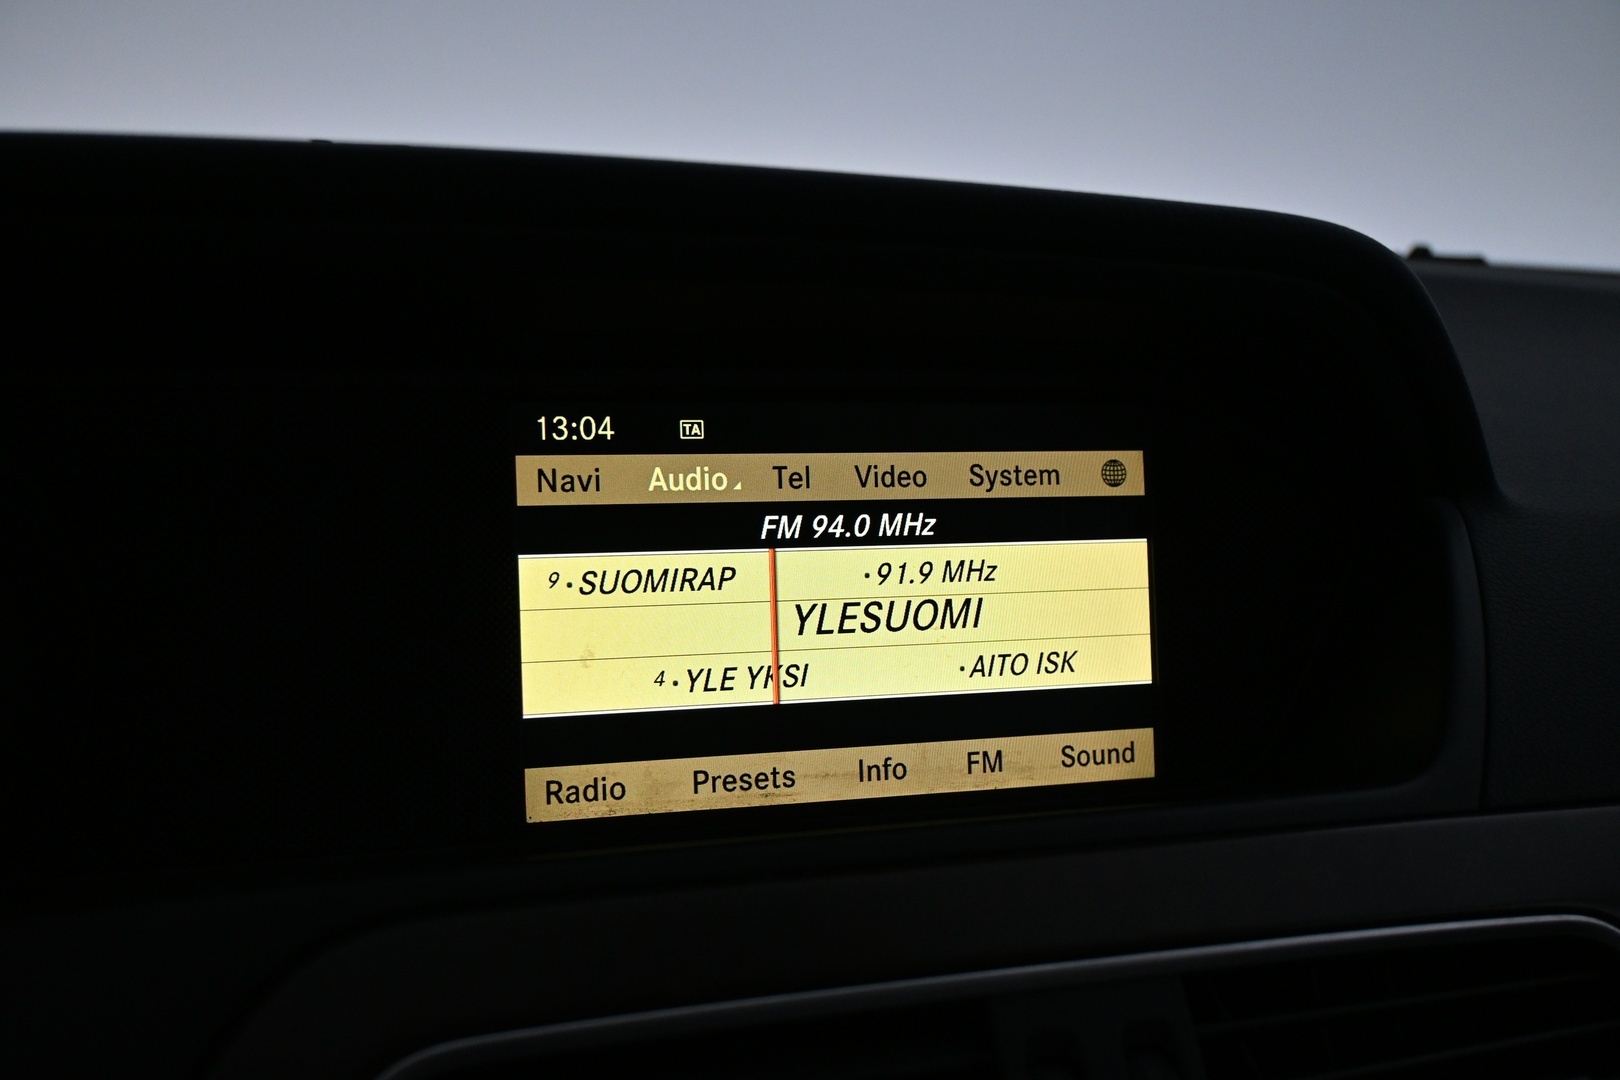 13:04 TA
Navi Audio Tel Video System
FM 94.0 MHz
9 · SUOMIRAP · 91.9 MHz
YLESUOMI
4 · YLE YKSI · AITO ISK
Radio Presets Info FM Sound